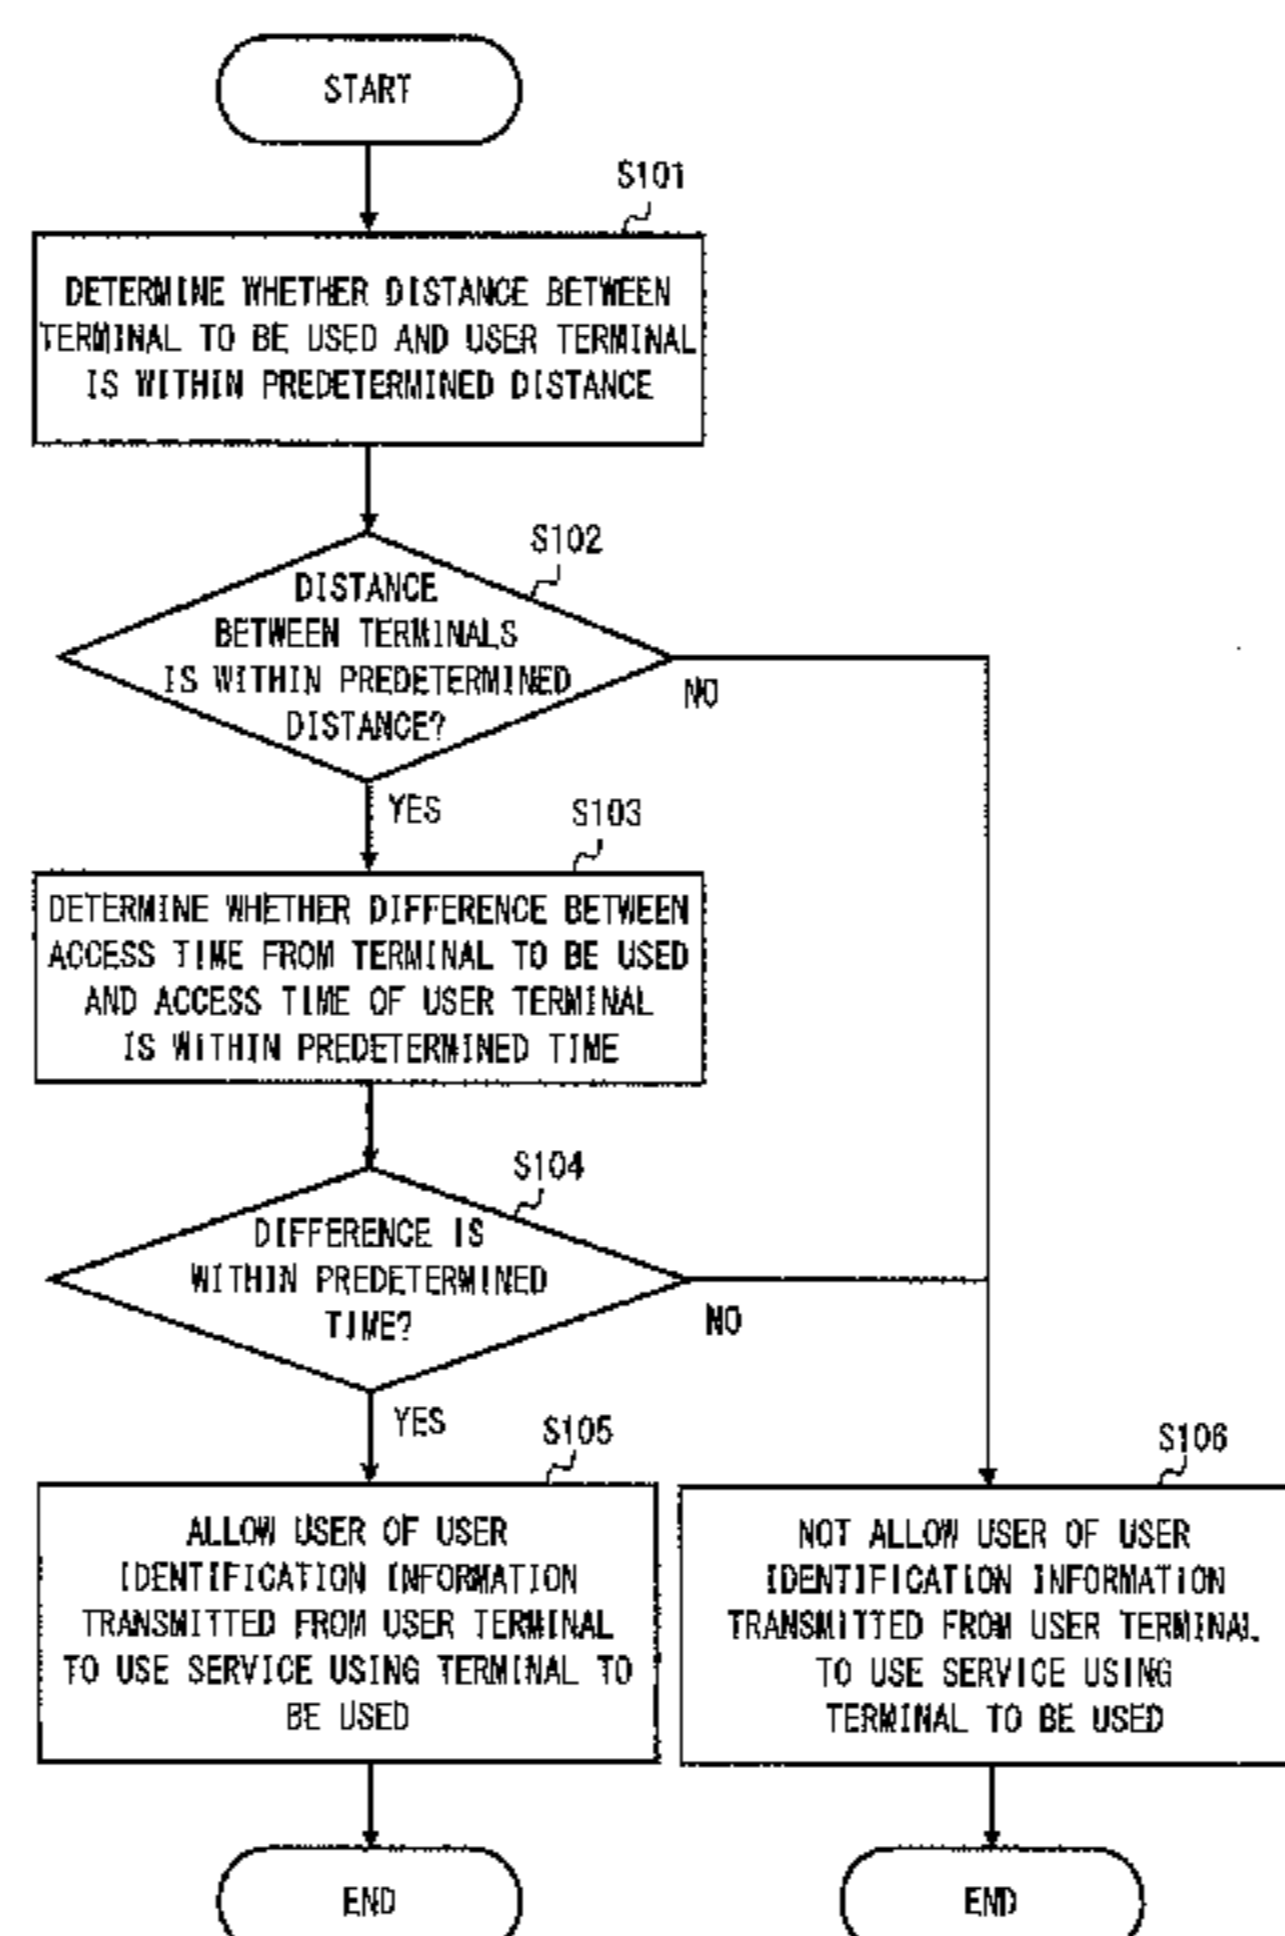 START
S101
DETERMINE WHETHER DISTANCE BETWEEN
TERMINAL TO BE USED AND USER TERMINAL
IS WITHIN PREDETERMINED DISTANCE
S102
DISTANCE
BETWEEN TERMINALS
IS WITHIN PREDETERMINED
DISTANCE?
NO
YES
S103
DETERMINE WHETHER DIFFERENCE BETWEEN
ACCESS TIME FROM TERMINAL TO BE USED
AND ACCESS TIME OF USER TERMINAL
IS WITHIN PREDETERMINED TIME
S104
DIFFERENCE IS
WITHIN PREDETERMINED
TIME?
NO
YES
S105
ALLOW USER OF USER
IDENTIFICATION INFORMATION
TRANSMITTED FROM USER TERMINAL
TO USE SERVICE USING TERMINAL TO
BE USED
S106
NOT ALLOW USER OF USER
IDENTIFICATION INFORMATION
TRANSMITTED FROM USER TERMINAL
TO USE SERVICE USING
TERMINAL TO BE USED
END
END